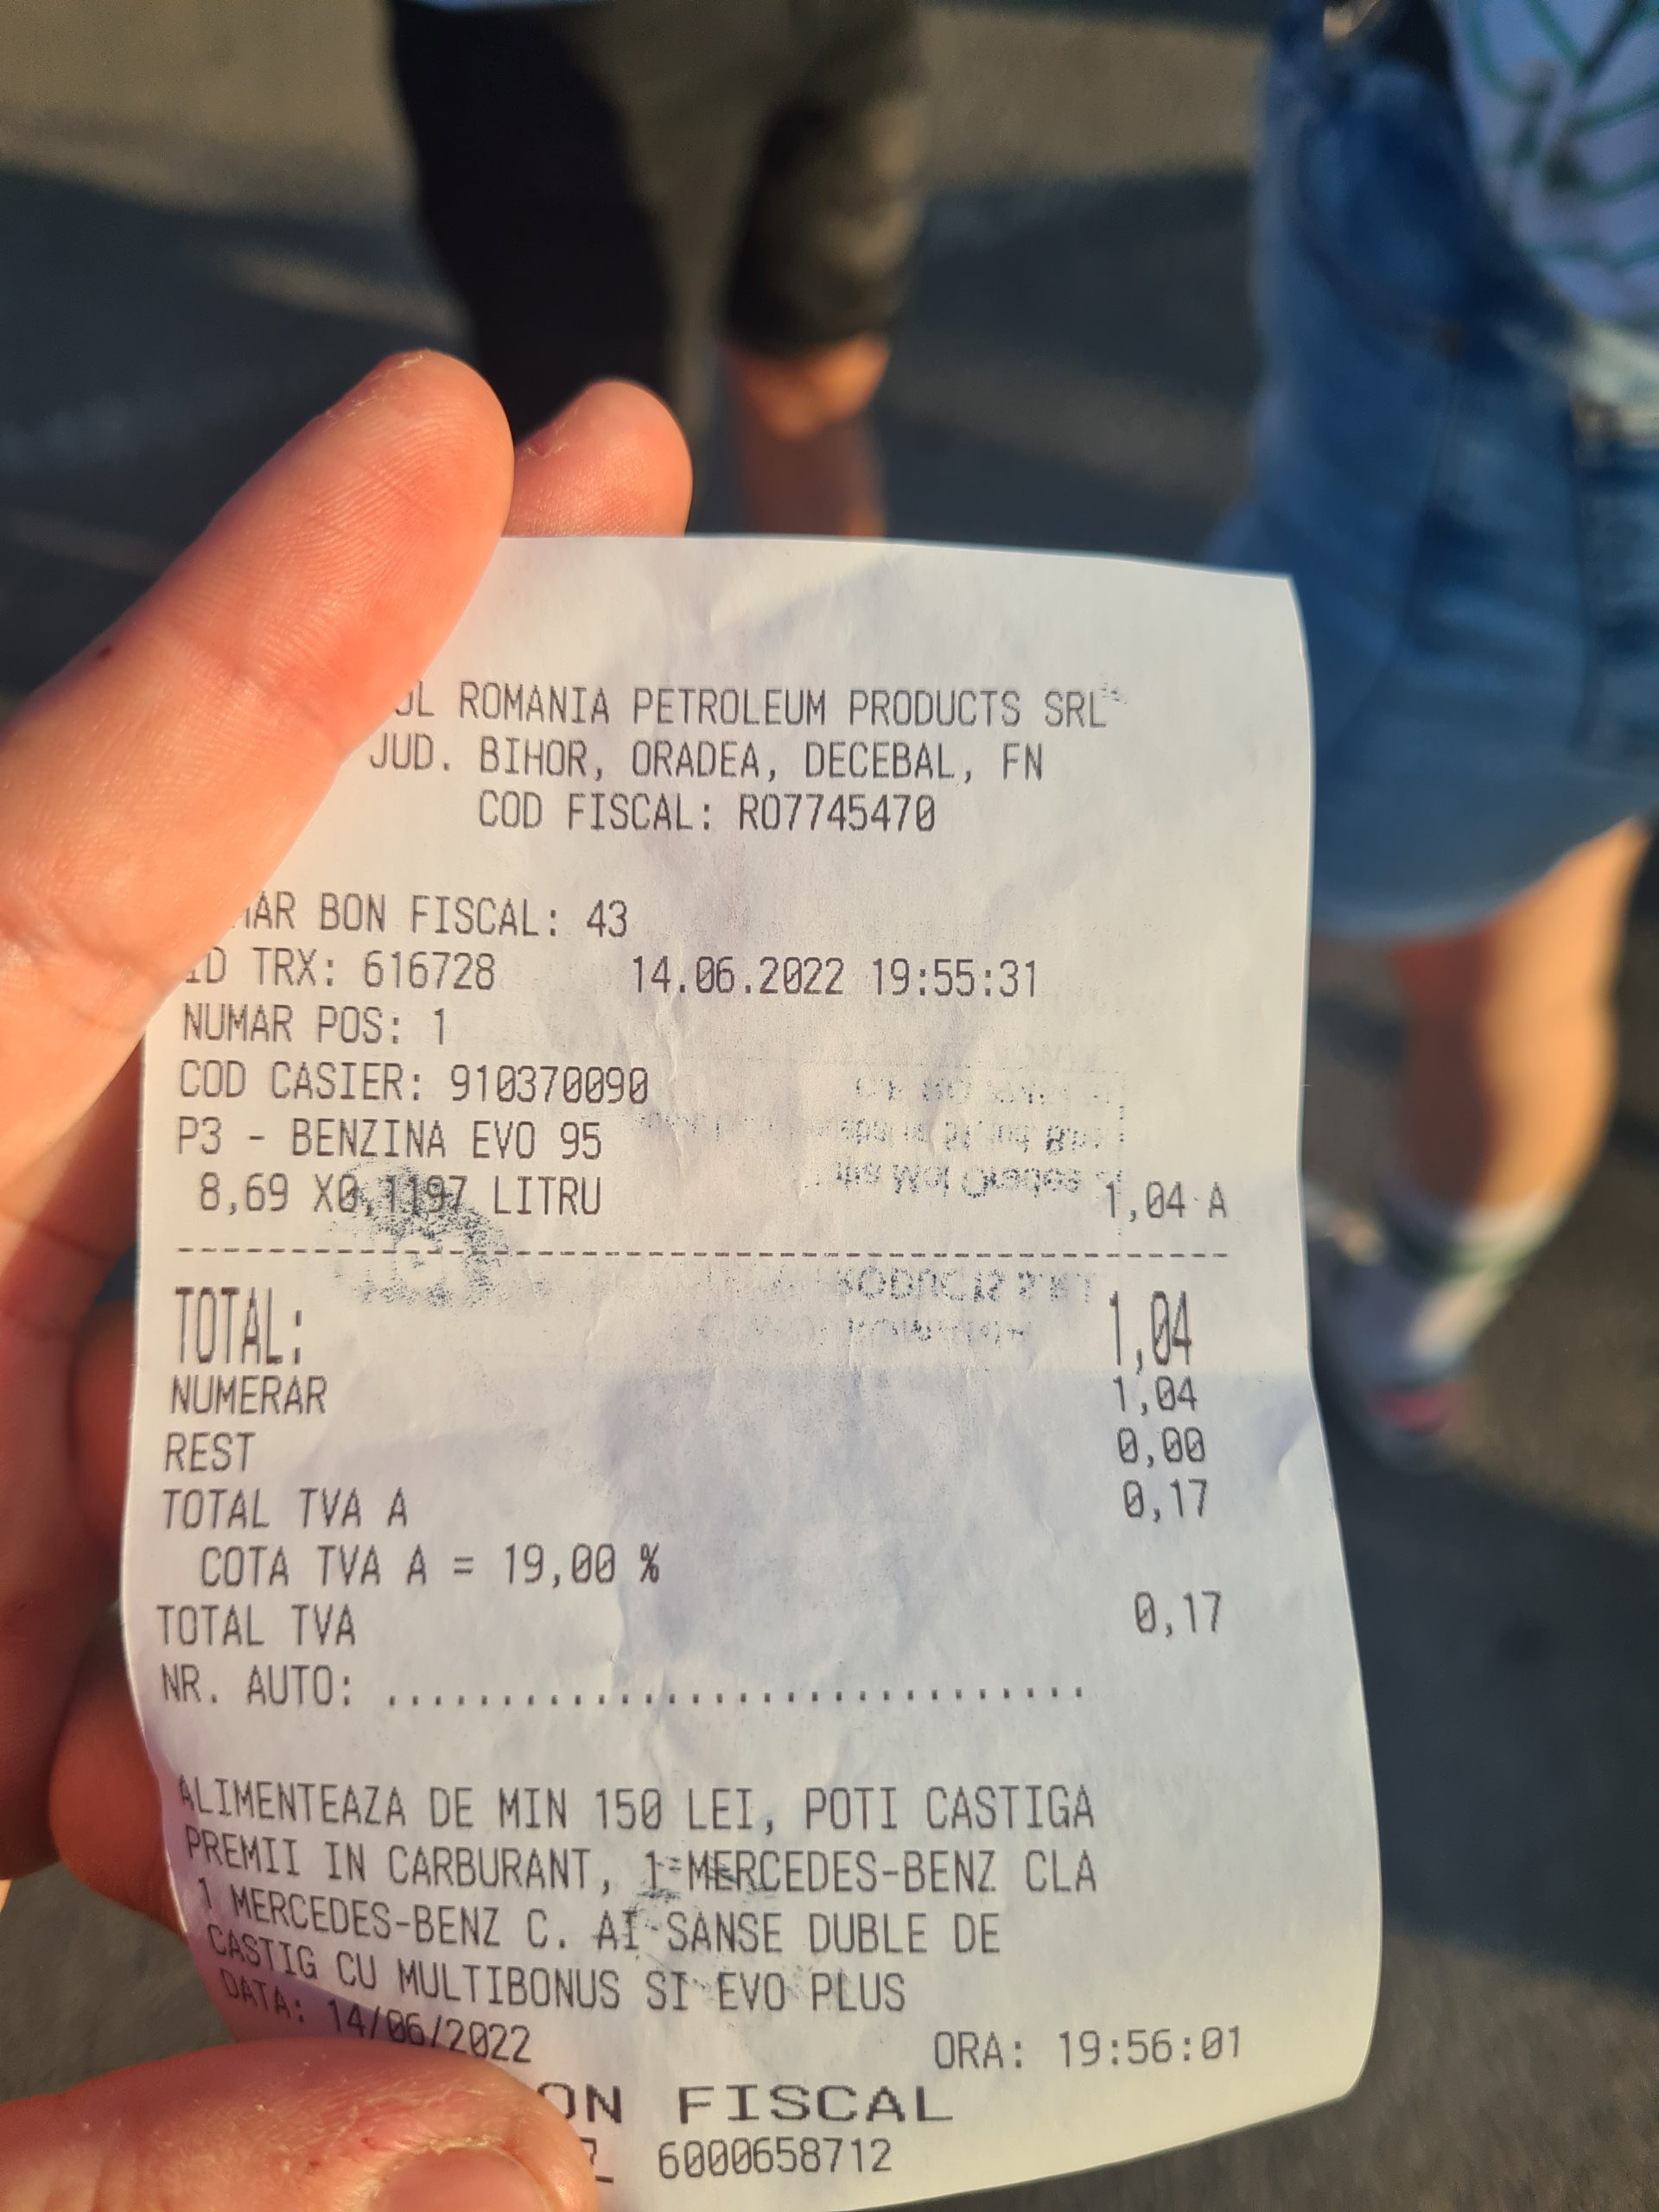 OL ROMANIA PETROLEUM PRODUCTS SRL
JUD. BIHOR, ORADEA, DECEBAL, FN
COD FISCAL: RO7745470
MAR BON FISCAL: 43
ID TRX: 616728 14.06.2022 19:55:31
NUMAR POS: 1
COD CASIER: 910370090
P3 - BENZINA EVO 95
8,69 X0,1197 LITRU 1,04 A
TOTAL: 1,04
NUMERAR 1,04
REST 0,00
TOTAL TVA A 0,17
COTA TVA A = 19,00 %
TOTAL TVA 0,17
NR. AUTO: ................................
ALIMENTEAZA DE MIN 150 LEI, POTI CASTIGA
PREMII IN CARBURANT, 1 MERCEDES-BENZ CLA
1 MERCEDES-BENZ C. AI SANSE DUBLE DE
CASTIG CU MULTIBONUS SI EVO PLUS
DATA: 14/06/2022 ORA: 19:56:01
ON FISCAL
6000658712